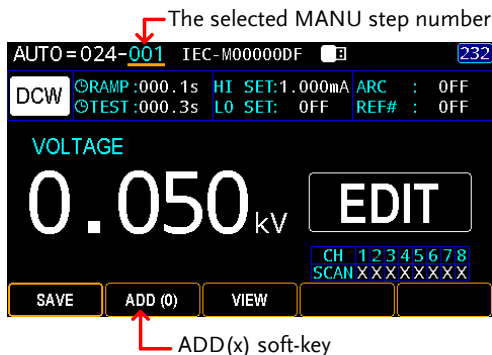 The selected MANU step number
AUTO=024-001 IEC-M00000DF 232
DCW RAMP:000.1s HI SET:1.000mA ARC : OFF
TEST:000.3s LO SET: OFF REF# : OFF
VOLTAGE
0.050 kV EDIT
CH 1 2 3 4 5 6 7 8
SCAN X X X X X X X X
SAVE ADD (0) VIEW
ADD(x) soft-key